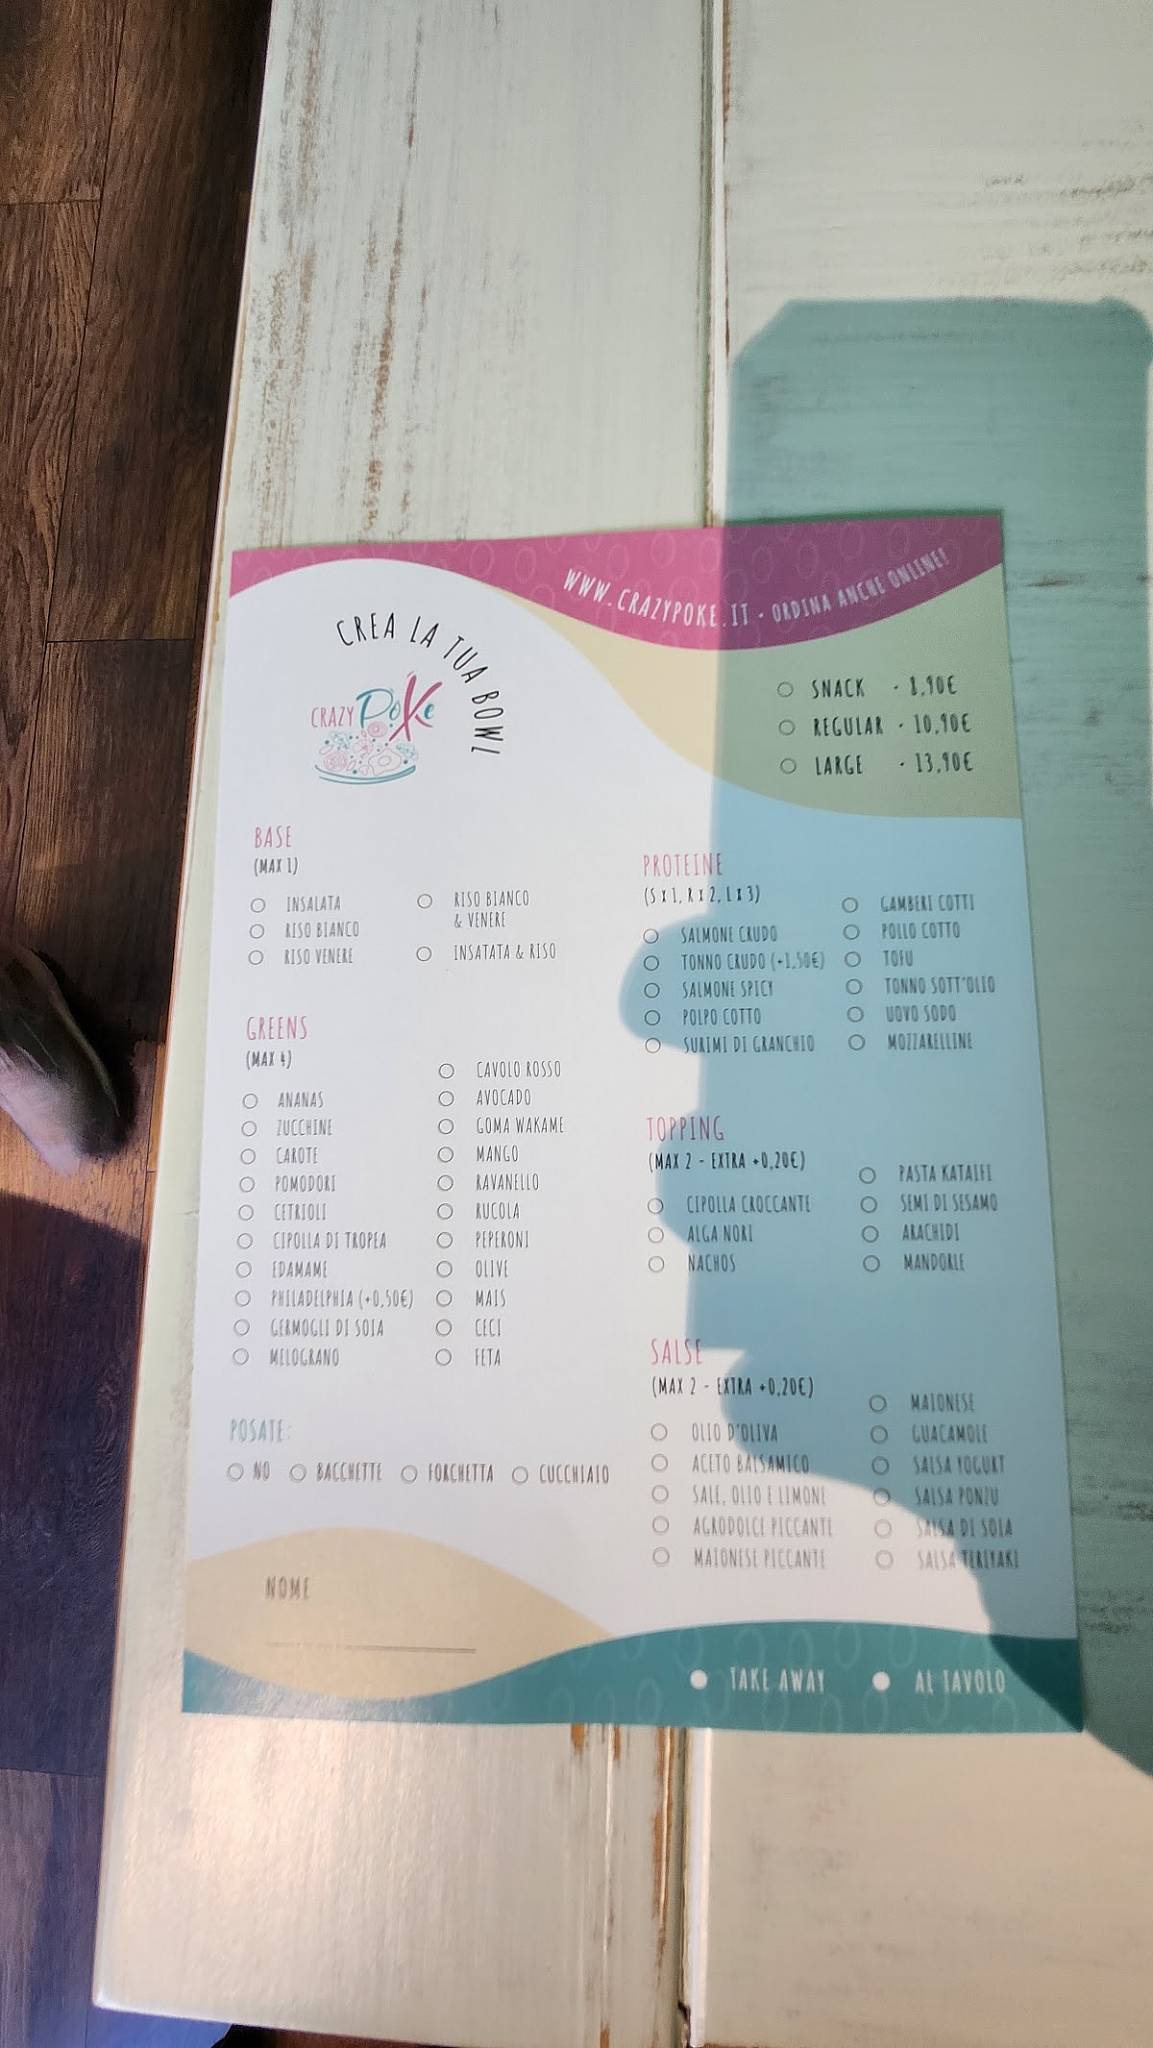 WWW.CRAZYPOKE.IT - ORDINA ANCHE ONLINE!
CREA LA TUA BOWL
CRAZY Poke
SNACK - 8,90€
REGULAR - 10,90€
LARGE - 13,90€
BASE
(MAX 1)
INSALATA
RISO BIANCO
RISO VENERE
RISO BIANCO
& VENERE
INSATATA & RISO
GREENS
(MAX 4)
ANANAS
ZUCCHINE
CAROTE
POMODORI
CETRIOLI
CIPOLLA DI TROPEA
EDAMAME
PHILADELPHIA (+0,50€)
GERMOGLI DI SOIA
MELOGRANO
CAVOLO ROSSO
AVOCADO
GOMA WAKAME
MANGO
RAVANELLO
RUCOLA
PEPERONI
OLIVE
MAIS
CECI
FETA
POSATE:
NO
BACCHETTE
FORCHETTA
CUCCHIAIO
NOME
PROTEINE
(S x 1, R x 2, L x 3)
SALMONE CRUDO
TONNO CRUDO (+1,50€)
SALMONE SPICY
POLPO COTTO
SURIMI DI GRANCHIO
GAMBERI COTTI
POLLO COTTO
TOFU
TONNO SOTT'OLIO
UOVO SODO
MOZZARELLINE
TOPPING
(MAX 2 - EXTRA +0,20€)
CIPOLLA CROCCANTE
ALGA NORI
NACHOS
PASTA KATAIFI
SEMI DI SESAMO
ARACHIDI
MANDORLE
SALSE
(MAX 2 - EXTRA +0,20€)
OLIO D'OLIVA
ACETO BALSAMICO
SALE, OLIO E LIMONE
AGRODOLCE PICCANTE
MAIONESE PICCANTE
MAIONESE
GUACAMOLE
SALSA YOGURT
SALSA PONZU
SALSA DI SOIA
SALSA TERIYAKI
TAKE AWAY
AL TAVOLO